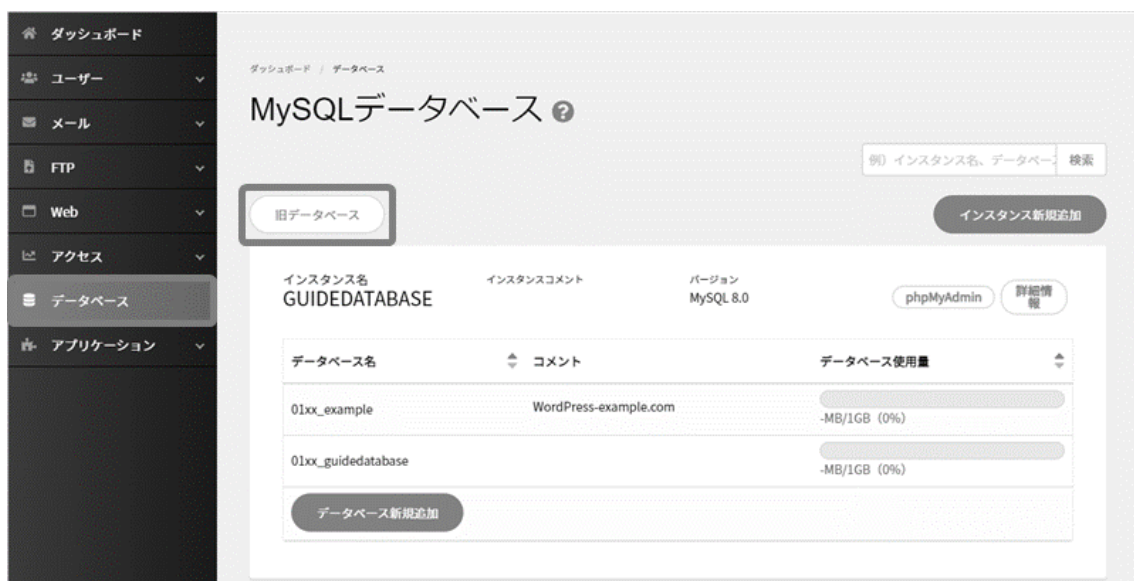 ダッシュボード
ユーザー
メール
FTP
Web
アクセス
データベース
アプリケーション
ダッシュボード / データベース
MySQLデータベース ?
例）インスタンス名、データベース 検索
旧データベース
インスタンス新規追加
インスタンス名 インスタンスコメント バージョン
GUIDEDATABASE MySQL 8.0 phpMyAdmin 詳細情報
データベース名 コメント データベース使用量
01xx_example WordPress-example.com
-MB/1GB（0%）
01xx_guidedatabase
-MB/1GB（0%）
データベース新規追加